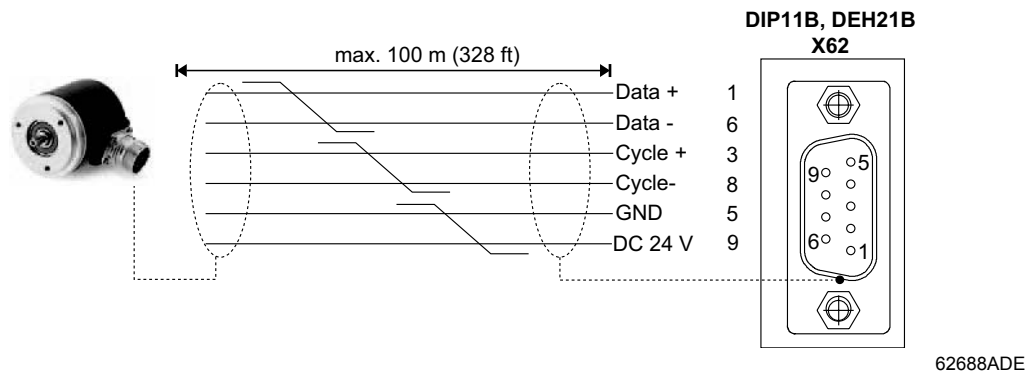 DIP11B, DEH21B
X62
max. 100 m (328 ft)
Data + 1
Data - 6
Cycle + 3
Cycle- 8
GND 5
DC 24 V 9
5
9
6
1
62688ADE